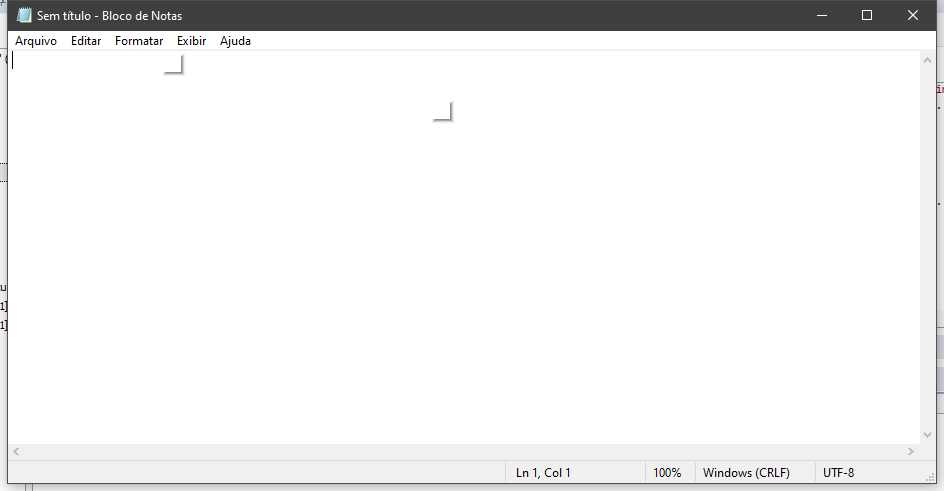 Sem título - Bloco de Notas
Arquivo Editar Formatar Exibir Ajuda
Ln 1, Col 1 100% Windows (CRLF) UTF-8